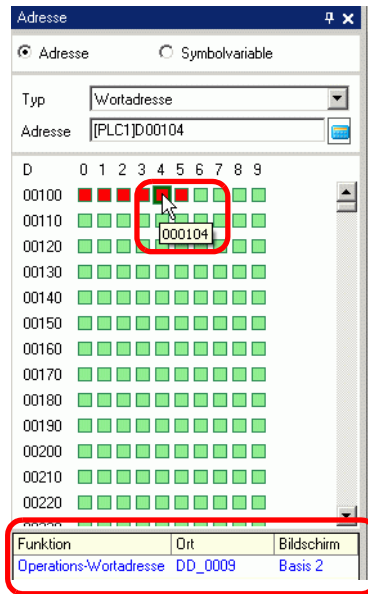 Adresse
Adresse Symbolvariable
Typ Wortadresse
Adresse [PLC1]D00104
D 0 1 2 3 4 5 6 7 8 9
00100
00110
000104
00120
00130
00140
00150
00160
00170
00180
00190
00200
00210
00220
Funktion Ort Bildschirm
Operations-Wortadresse DD_0009 Basis 2